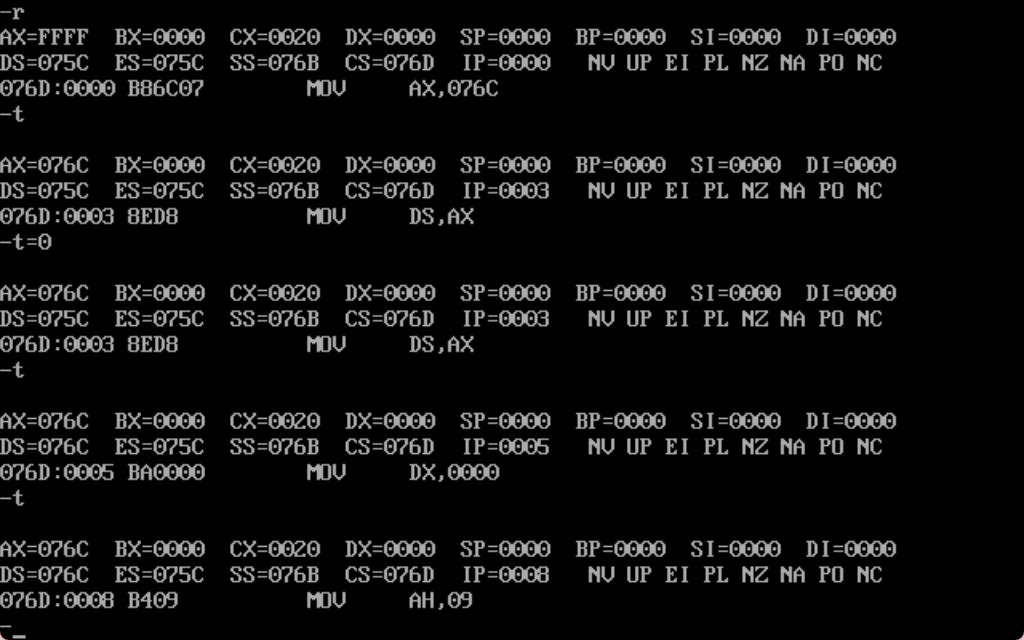 -r
AX=FFFF  BX=0000  CX=0020  DX=0000  SP=0000  BP=0000  SI=0000  DI=0000
DS=075C  ES=075C  SS=076B  CS=076D  IP=0000   NV UP EI PL NZ NA PO NC
076D:0000 B86C07        MOV     AX,076C
-t
AX=076C  BX=0000  CX=0020  DX=0000  SP=0000  BP=0000  SI=0000  DI=0000
DS=075C  ES=075C  SS=076B  CS=076D  IP=0003   NV UP EI PL NZ NA PO NC
076D:0003 8ED8          MOV     DS,AX
-t=0
AX=076C  BX=0000  CX=0020  DX=0000  SP=0000  BP=0000  SI=0000  DI=0000
DS=075C  ES=075C  SS=076B  CS=076D  IP=0003   NV UP EI PL NZ NA PO NC
076D:0003 8ED8          MOV     DS,AX
-t
AX=076C  BX=0000  CX=0020  DX=0000  SP=0000  BP=0000  SI=0000  DI=0000
DS=076C  ES=075C  SS=076B  CS=076D  IP=0005   NV UP EI PL NZ NA PO NC
076D:0005 BA0000        MOV     DX,0000
-t
AX=076C  BX=0000  CX=0020  DX=0000  SP=0000  BP=0000  SI=0000  DI=0000
DS=076C  ES=075C  SS=076B  CS=076D  IP=0008   NV UP EI PL NZ NA PO NC
076D:0008 B409          MOV     AH,09
-_